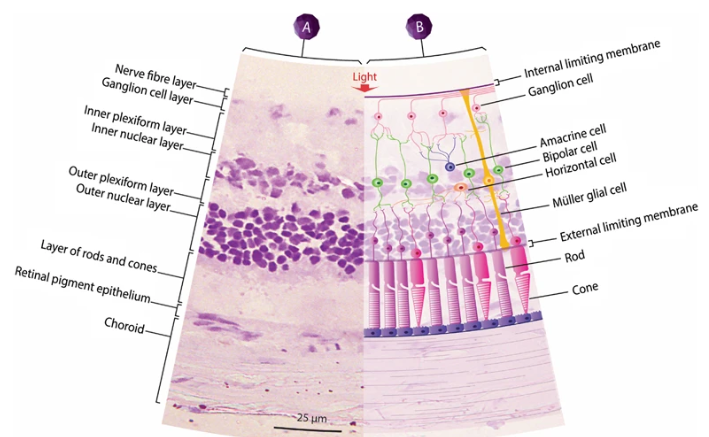 A
B
Light
Nerve fibre layer
Ganglion cell layer
Inner plexiform layer
Inner nuclear layer
Outer plexiform layer
Outer nuclear layer
Layer of rods and cones
Retinal pigment epithelium
Choroid
25 µm
Internal limiting membrane
Ganglion cell
Amacrine cell
Bipolar cell
Horizontal cell
Müller glial cell
External limiting membrane
Rod
Cone